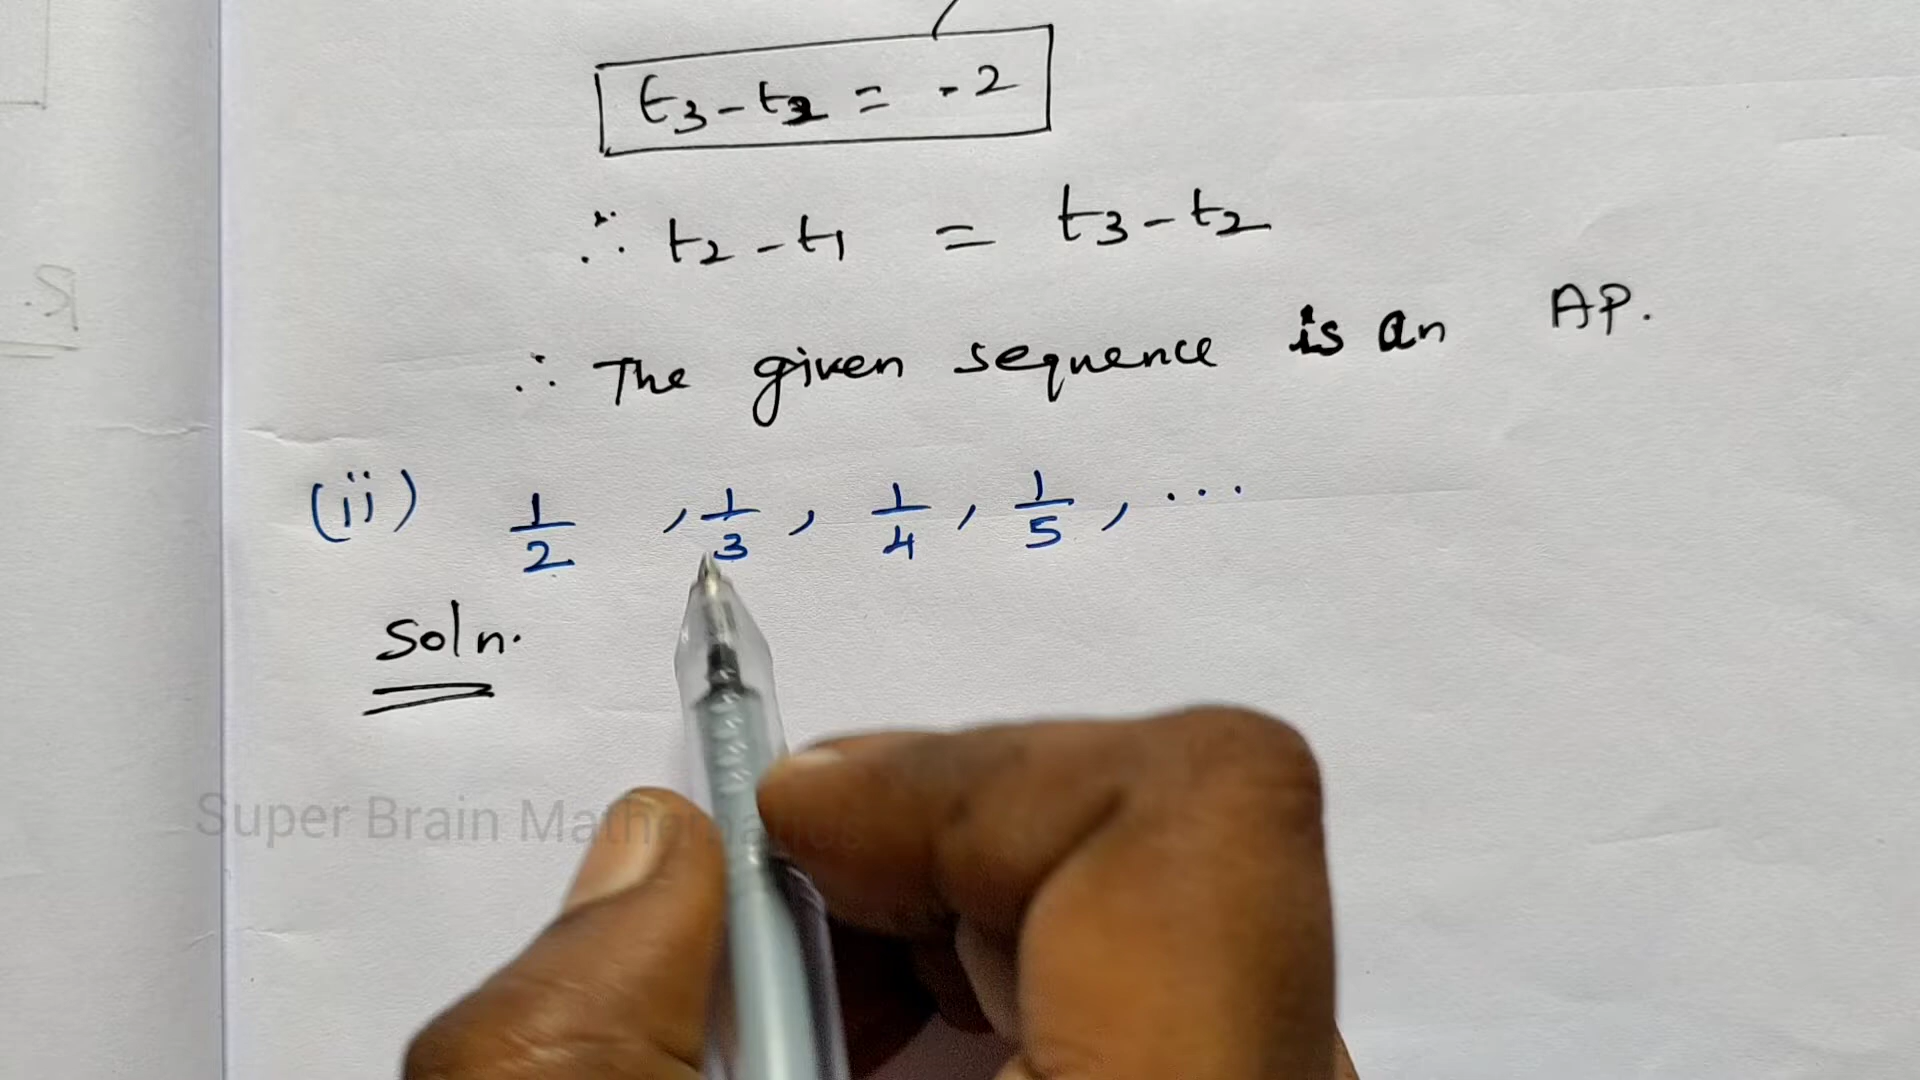 t₃ - t₂ = -2
∴ t₂ - t₁ = t₃ - t₂
∴ The given sequence is an AP.
(ii) 1/2, 1/3, 1/4, 1/5, ...
Soln.
Super Brain Mathematics